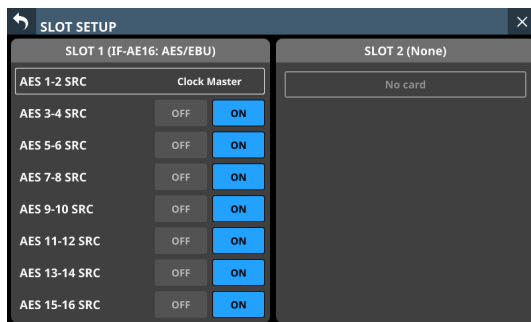 SLOT SETUP
SLOT 1 (IF-AE16: AES/EBU)
AES 1-2 SRC Clock Master
AES 3-4 SRC OFF ON
AES 5-6 SRC OFF ON
AES 7-8 SRC OFF ON
AES 9-10 SRC OFF ON
AES 11-12 SRC OFF ON
AES 13-14 SRC OFF ON
AES 15-16 SRC OFF ON
SLOT 2 (None)
No card